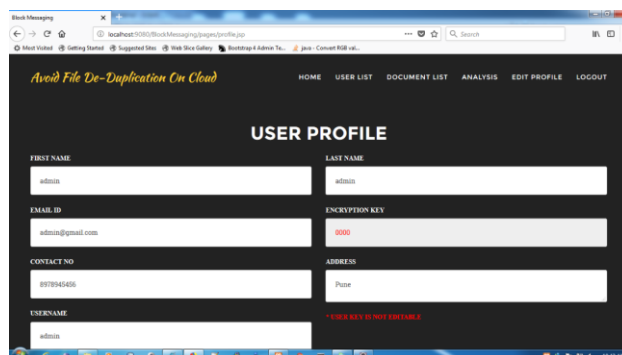 Block Messaging
localhost:9080/BlockMessaging/pages/profile.jsp
Search
Most Visited Getting Started Suggested Sites Web Slice Gallery Bootstrap 4 Admin Te... java - Convert RGB val...
Avoid File De-Duplication On Cloud
HOME USER LIST DOCUMENT LIST ANALYSIS EDIT PROFILE LOGOUT
USER PROFILE
FIRST NAME LAST NAME
admin admin
EMAIL ID ENCRYPTION KEY
admin@gmail.com 0000
CONTACT NO ADDRESS
8978945456 Pune
USERNAME * USER KEY IS NOT EDITABLE
admin